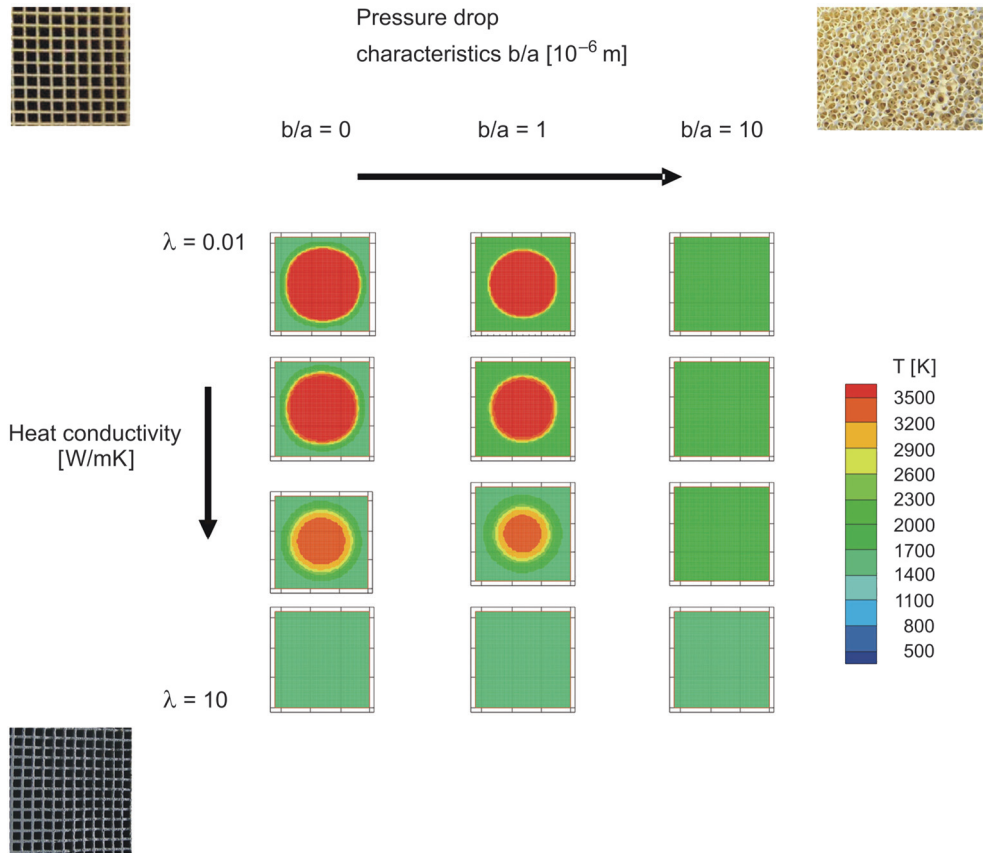 Pressure drop
characteristics b/a [10⁻⁶ m]
b/a = 0
b/a = 1
b/a = 10
λ = 0.01
Heat conductivity
[W/mK]
λ = 10
T [K]
3500
3200
2900
2600
2300
2000
1700
1400
1100
800
500